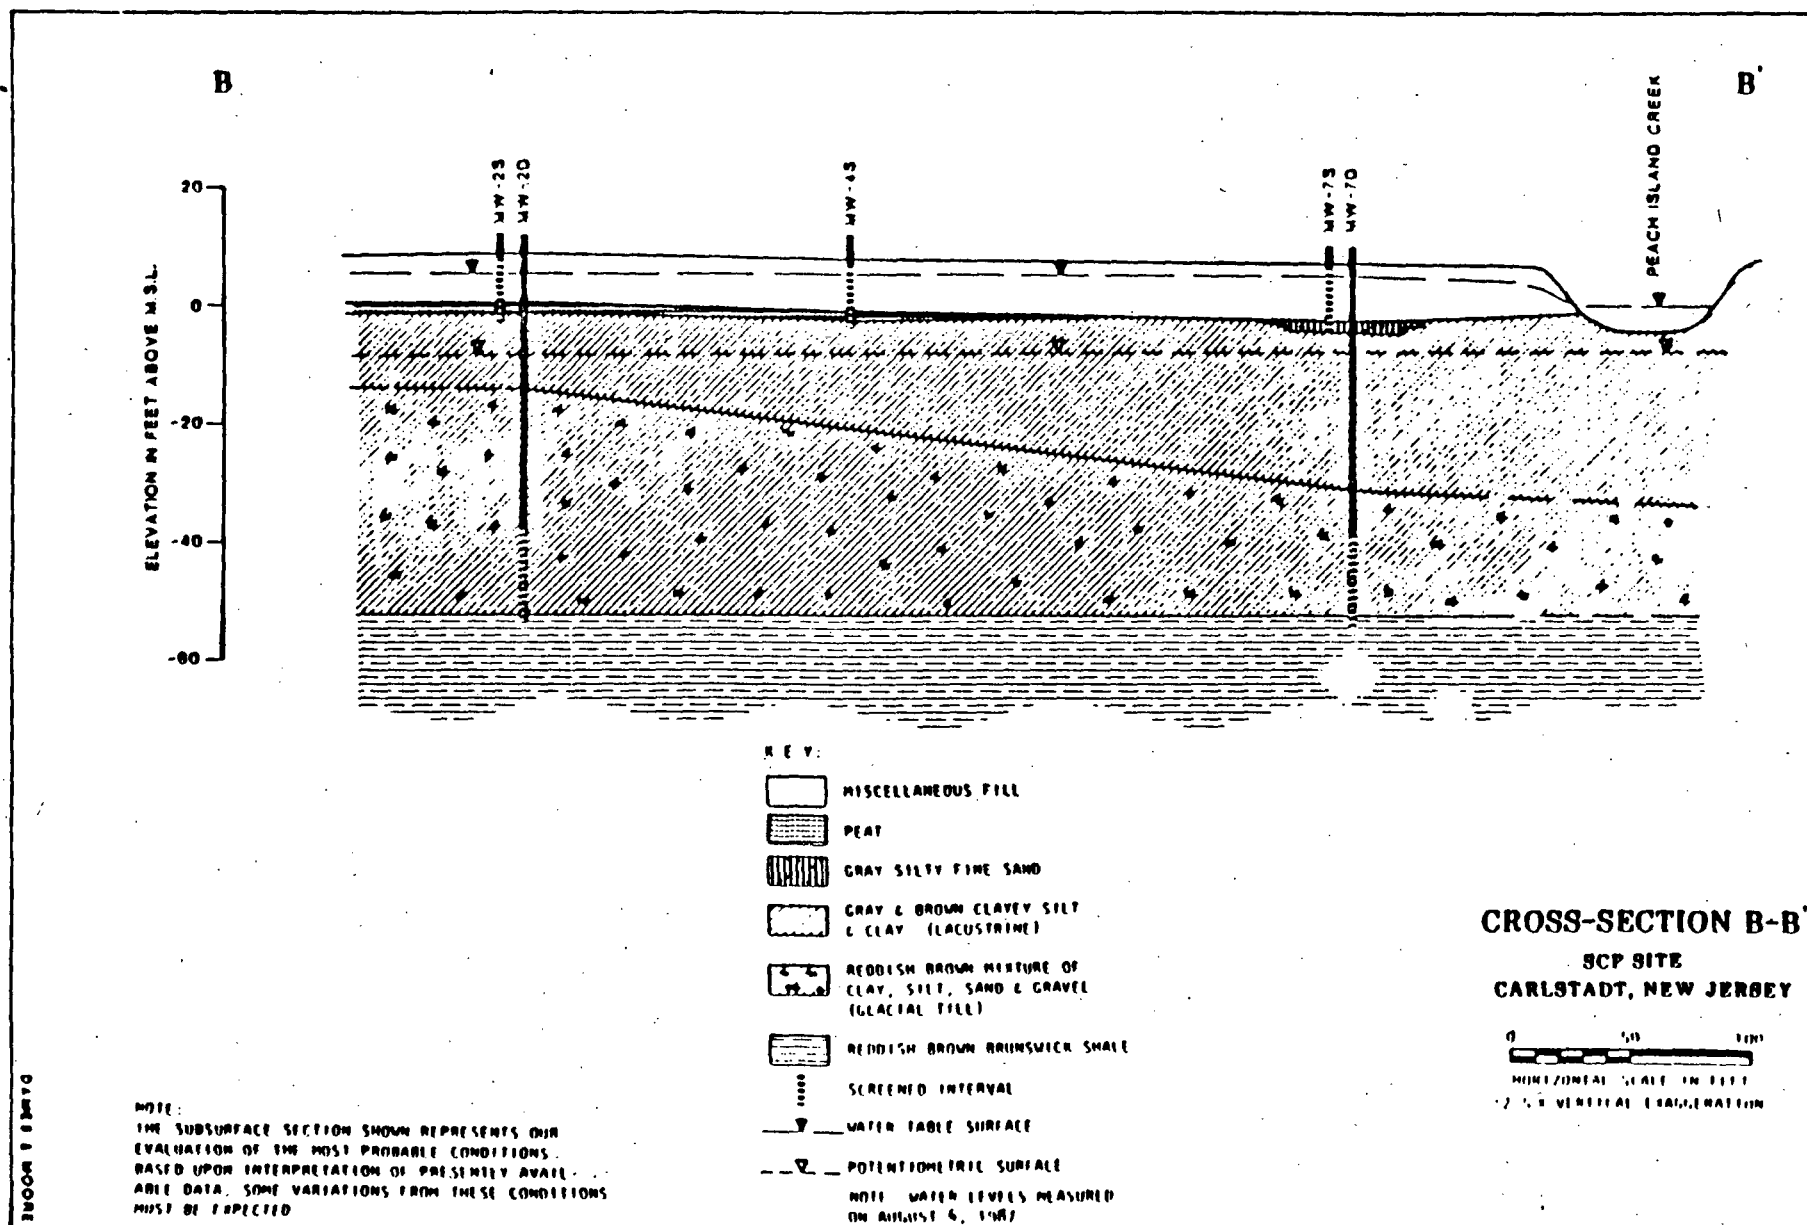 B
B'
PEACH ISLAND CREEK
MW-2S
MW-2D
MW-4S
MW-7S
MW-7D
ELEVATION IN FEET ABOVE M.S.L.
20
0
-20
-40
-60
KEY:
MISCELLANEOUS FILL
PEAT
GRAY SILTY FINE SAND
GRAY & BROWN CLAYEY SILT
& CLAY (LACUSTRINE)
REDDISH BROWN MIXTURE OF
CLAY, SILT, SAND & GRAVEL
(GLACIAL TILL)
REDDISH BROWN BRUNSWICK SHALE
SCREENED INTERVAL
WATER TABLE SURFACE
POTENTIOMETRIC SURFACE
NOTE: WATER LEVELS MEASURED
ON AUGUST 6, 1987
CROSS-SECTION B-B'
SCP SITE
CARLSTADT, NEW JERSEY
0 50 100
HORIZONTAL SCALE IN FEET
2.5X VERTICAL EXAGGERATION
NOTE:
THE SUBSURFACE SECTION SHOWN REPRESENTS OUR
EVALUATION OF THE MOST PROBABLE CONDITIONS
BASED UPON INTERPRETATION OF PRESENTLY AVAIL-
ABLE DATA. SOME VARIATIONS FROM THESE CONDITIONS
MUST BE EXPECTED
DAMES & MOORE